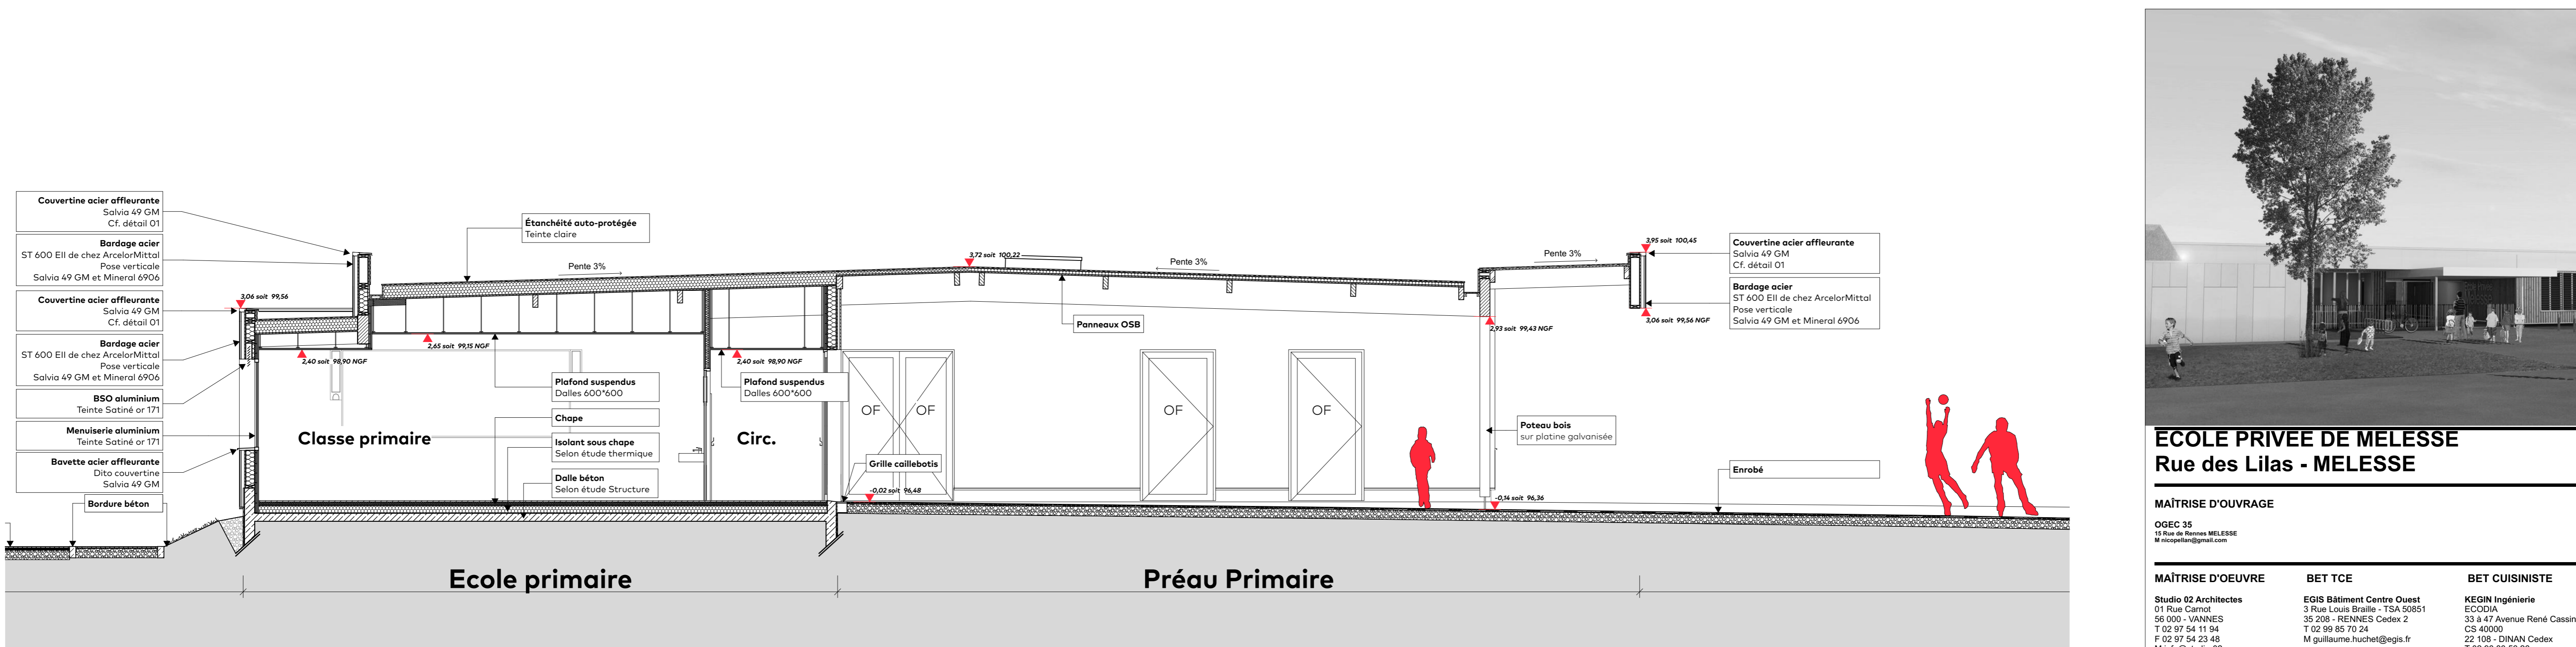 Couvertine acier affleurante
Salvia 49 GM
Cf. détail 01
Bardage acier
ST 600 EII de chez ArcelorMittal
Pose verticale
Salvia 49 GM et Mineral 6906
Couvertine acier affleurante
Salvia 49 GM
Cf. détail 01
Bardage acier
ST 600 EII de chez ArcelorMittal
Pose verticale
Salvia 49 GM et Mineral 6906
BSO aluminium
Teinte Satiné or 171
Menuiserie aluminium
Teinte Satiné or 171
Bavette acier affleurante
Dito couvertine
Salvia 49 GM
Bordure béton
3,06 soit 99,56
Étanchéité auto-protégée
Teinte claire
Pente 3%
2,40 soit 98,90 NGF
2,65 soit 99,15 NGF
2,40 soit 98,90 NGF
Plafond suspendus
Dalles 600*600
Plafond suspendus
Dalles 600*600
Chape
Isolant sous chape
Selon étude thermique
Dalle béton
Selon étude Structure
Classe primaire
Circ.
3,72 soit 100,22
Pente 3%
Panneaux OSB
OF
OF
OF
OF
Grille caillebotis
-0,02 soit 96,48
Pente 3%
3,95 soit 100,45
2,93 soit 99,43 NGF
3,06 soit 99,56 NGF
Couvertine acier affleurante
Salvia 49 GM
Cf. détail 01
Bardage acier
ST 600 EII de chez ArcelorMittal
Pose verticale
Salvia 49 GM et Mineral 6906
Poteau bois
sur platine galvanisée
-0,14 soit 96,36
Enrobé
Ecole primaire
Préau Primaire
ECOLE PRIVEE DE MELESSE
Rue des Lilas - MELESSE
MAÎTRISE D'OUVRAGE
OGEC 35
15 Rue de Rennes MELESSE
M nicopellan@gmail.com
MAÎTRISE D'OEUVRE
Studio 02 Architectes
01 Rue Carnot
56 000 - VANNES
T 02 97 54 11 94
F 02 97 54 23 48
BET TCE
EGIS Bâtiment Centre Ouest
3 Rue Louis Braille - TSA 50851
35 208 - RENNES Cedex 2
T 02 99 85 70 24
M guillaume.huchet@egis.fr
BET CUISINISTE
KEGIN Ingénierie
ECODIA
33 à 47 Avenue René Cassin
CS 40000
22 108 - DINAN Cedex